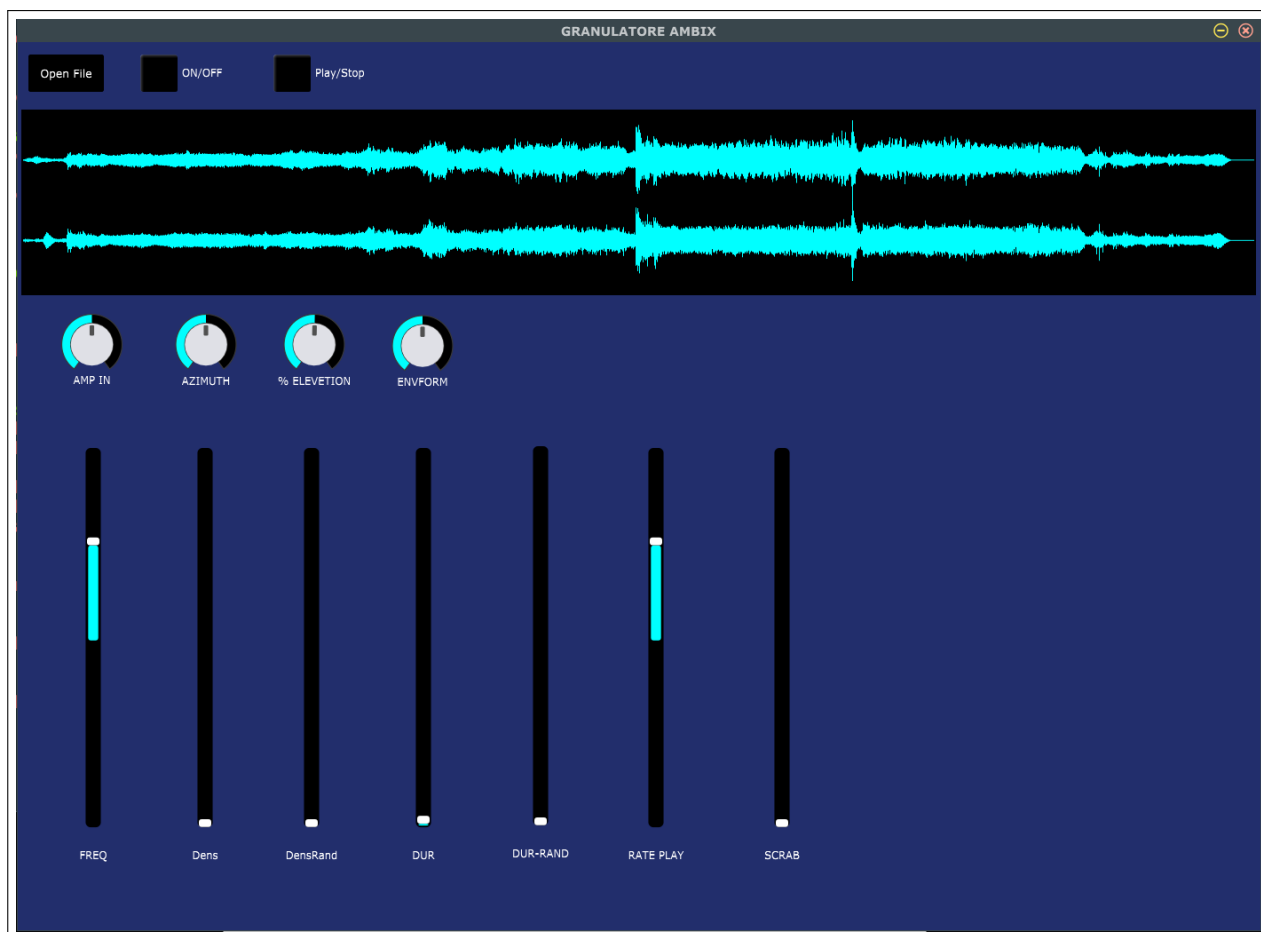 GRANULATORE AMBIX
Open File
ON/OFF
Play/Stop
AMP IN
AZIMUTH
% ELEVETION
ENVFORM
FREQ
Dens
DensRand
DUR
DUR-RAND
RATE PLAY
SCRAB